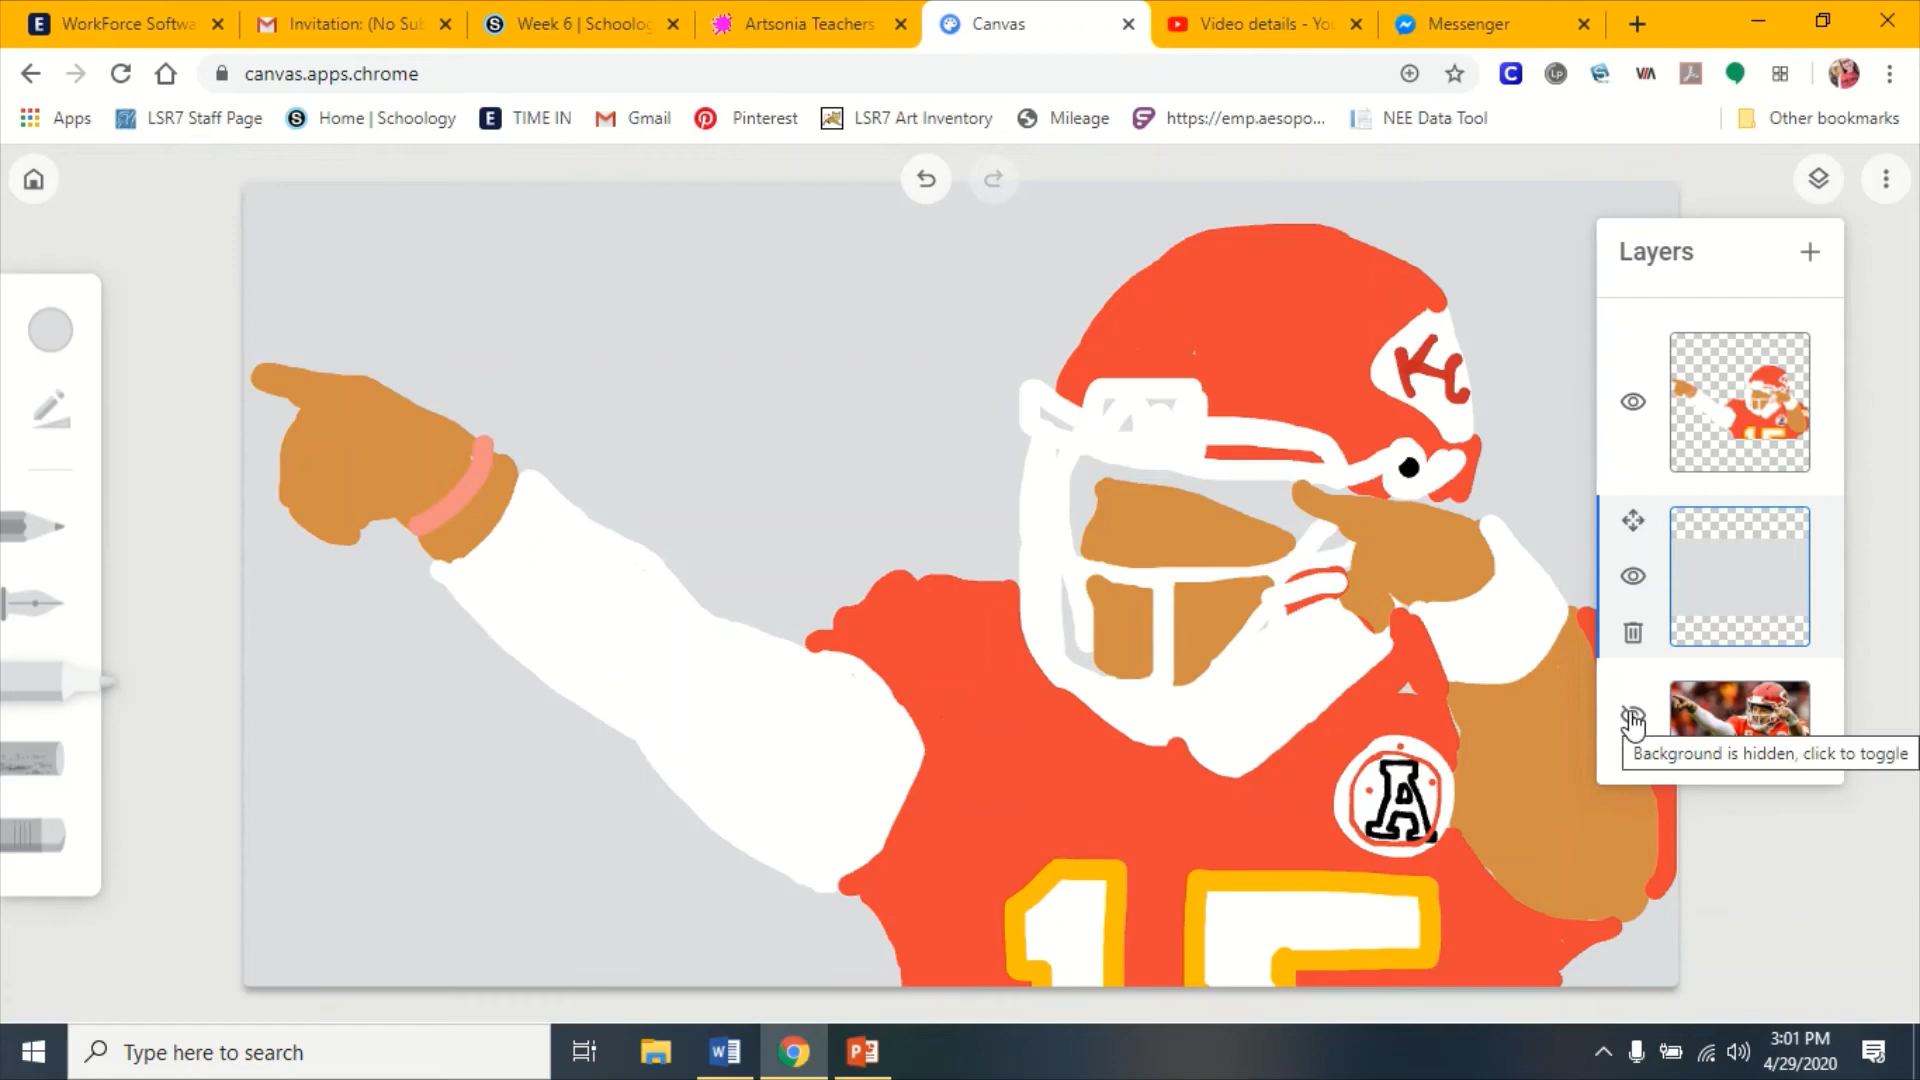 WorkForce Softwa
Invitation: (No Sub
Week 6 | Schoolog
Artsonia Teachers
Canvas
Video details - You
Messenger
canvas.apps.chrome
Apps
LSR7 Staff Page
Home | Schoology
TIME IN
Gmail
Pinterest
LSR7 Art Inventory
Mileage
https://emp.aesopo...
NEE Data Tool
Other bookmarks
Layers
KC
A
15
Background is hidden, click to toggle
Type here to search
3:01 PM
4/29/2020